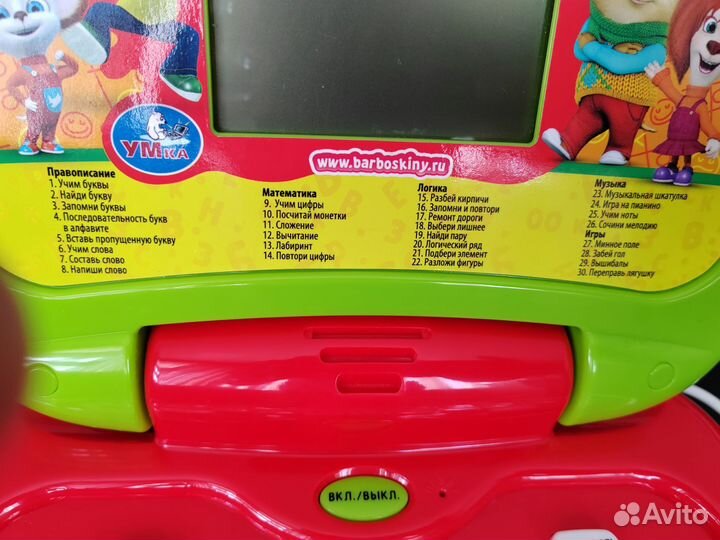 УМка
www.barboskiny.ru
Правописание
1. Учим буквы
2. Найди букву
3. Запомни буквы
4. Последовательность букв
в алфавите
5. Вставь пропущенную букву
6. Учим слова
7. Составь слово
8. Напиши слово
Математика
9. Учим цифры
10. Посчитай монетки
11. Сложение
12. Вычитание
13. Лабиринт
14. Повтори цифры
Логика
15. Разбей кирпичи
16. Запомни и повтори
17. Ремонт дороги
18. Выбери лишнее
19. Найди пару
20. Логический ряд
21. Подбери элемент
22. Разложи фигуры
Музыка
23. Музыкальная шкатулка
24. Игра на пианино
25. Учим ноты
26. Сочини мелодию
Игры
27. Минное поле
28. Забей гол
29. Вышибалы
30. Переправь лягушку
ВКЛ./ВЫКЛ.
Avito